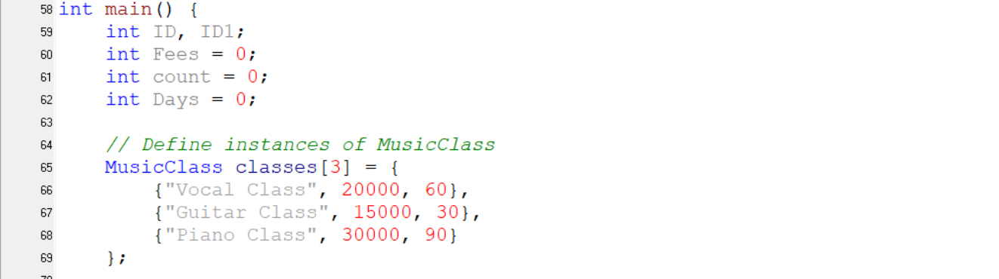 58 int main() {
59     int ID, ID1;
60     int Fees = 0;
61     int count = 0;
62     int Days = 0;
63
64     // Define instances of MusicClass
65     MusicClass classes[3] = {
66         {"Vocal Class", 20000, 60},
67         {"Guitar Class", 15000, 30},
68         {"Piano Class", 30000, 90}
69     };